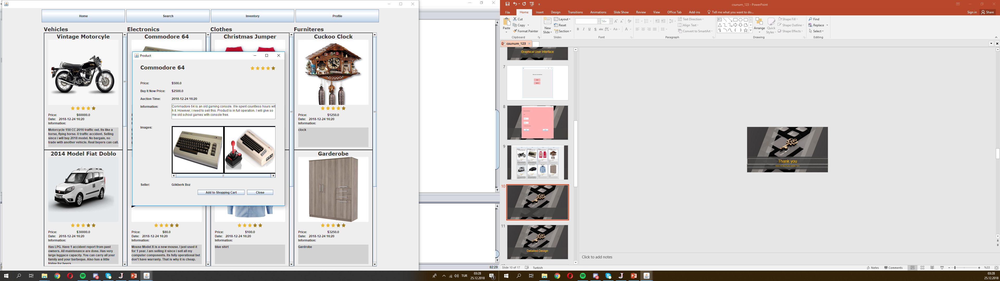 Home
Search
Inventory
Profile
Vehicles
Electronics
Clothes
Furniteres
Vintage Motorcyle
Price: $60000.0
Date: 2018-12-24 16:20
Information:
Motorcycle 150 CC 2016 traffic out. Its like a
horse, flying horse. 0 traffic accident. Selling
since i will buy 2018 model. No bargain, no
trade with another vehicle. Real buyers can call.
2014 Model Fiat Doblo
Price: $30000.0
Date: 2018-12-24 16:20
Information:
Has LPG. Have 1 accident report from past
owners. All maintenance are done. Has very
large luggace capacity. You can carry all your
family and your barbeque. Also has a little
fridge for beers
Commodore 64
Price: $80.0
Date: 2018-12-24 16:20
Information:
Mouse Model X is a new mouse. I just used it
for 1 year. I am selling it since i sell all my
computer components. Its fully operational but
don't have warranty. That is why it is cheap.
Christmas Jumper
Price: $100.0
Date: 2018-12-24 16:20
Information:
blue shirt
Cuckoo Clock
Price: $1250.0
Date: 2018-12-24 16:20
Information:
clock
Garderobe
Price: $3250.0
Date: 2018-12-24 16:20
Information:
Gardrobe
Product
Commodore 64
Price: $500.0
Buy It Now Price: $2500.0
Auction Time: 2018-12-24 16:20
Information:
Commadore 64 is an old gaming console. We spent countless hours wit
h it. However, i need to sell this. Product is in full operation. I will give so
me old school games with console free.
Images:
Seller: Gökberk Boz
Add to Shopping Cart
Close
82:29
TUR
03:28
25.12.2018
csunum_123 - PowerPoint
File
Home
Insert
Design
Transitions
Animations
Slide Show
Review
View
Office Tab
Add-ins
Tell me what you want to do...
Sign in
Share
Paste
Cut
Copy
Format Painter
Clipboard
New
Slide
Layout
Reset
Section
Slides
14+
Font
Text Direction
Align Text
Convert to SmartArt
Paragraph
Arrange
Quick
Styles
Shape Fill
Shape Outline
Shape Effects
Drawing
Find
Replace
Select
Editing
csunum_123
Graphical User Interface
7
8
9
10
11
Detailed Design
Thank you
Click to add notes
Slide 10 of 17
Turkish
Notes
Comments
%33
03:28
25.12.2018